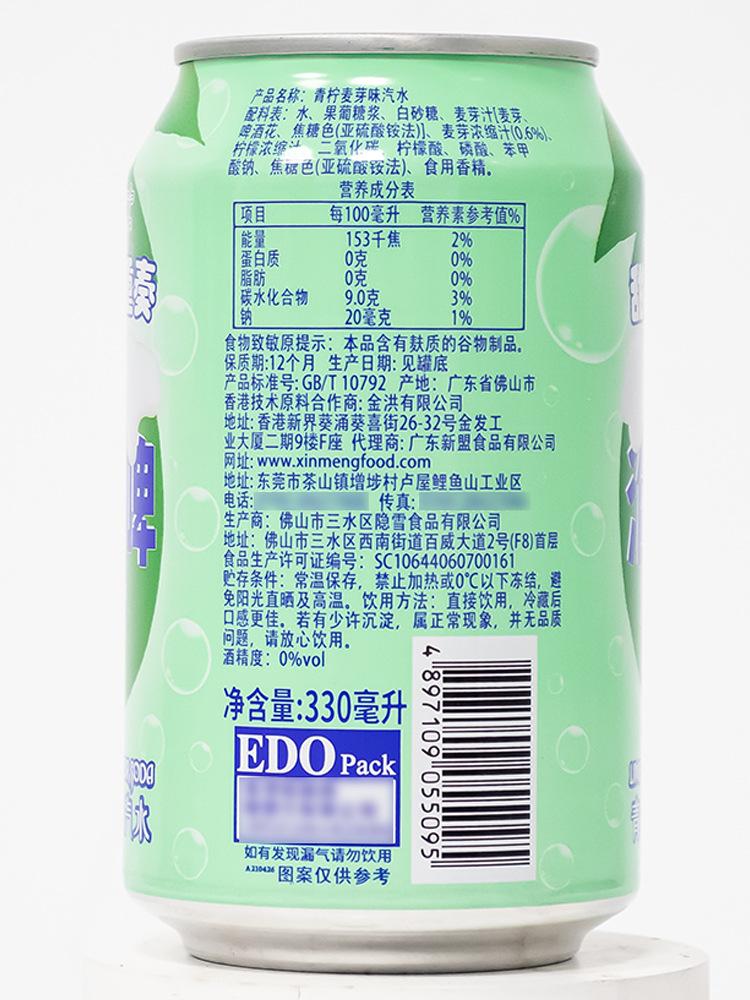 产品名称：青柠麦芽味汽水
配料表：水、果葡糖浆、白砂糖、麦芽汁[麦芽、
啤酒花、焦糖色(亚硫酸铵法)]、麦芽浓缩汁(0.6%)、
柠檬浓缩汁、二氧化碳、柠檬酸、磷酸、苯甲
酸钠、焦糖色(亚硫酸铵法)、食用香精。
营养成分表
项目 每100毫升 营养素参考值%
能量 153千焦 2%
蛋白质 0克 0%
脂肪 0克 0%
碳水化合物 9.0克 3%
钠 20毫克 1%
食物致敏原提示：本品含有麸质的谷物制品。
保质期:12个月 生产日期:见罐底
产品标准号:GB/T 10792 产地：广东省佛山市
香港技术原料合作商:金洪有限公司
地址:香港新界葵涌葵喜街26-32号金发工
业大厦二期9楼F座 代理商:广东新盟食品有限公司
网址:www.xinmengfood.com
地址:东莞市茶山镇增埗村卢屋鲤鱼山工业区
电话: 传真:
生产商：佛山市三水区隐雪食品有限公司
地址：佛山市三水区西南街道百威大道2号(F8)首层
食品生产许可证编号：SC10644060700161
贮存条件：常温保存，禁止加热或0°C以下冻结，避
免阳光直晒及高温。饮用方法：直接饮用，冷藏后
口感更佳。若有少许沉淀，属正常现象，并无品质
问题，请放心饮用。
酒精度：0%vol
净含量:330毫升
EDO Pack
如有发现漏气请勿饮用
A210426 图案仅供参考
4 897109 055095
奏
啤
汽水